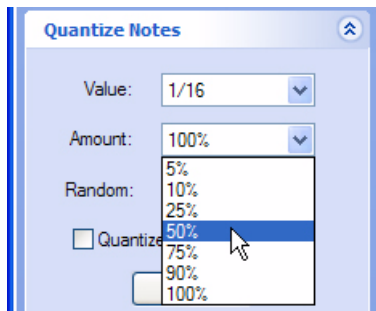 Quantize Notes
Value: 1/16
Amount: 100%
5%
Random: 10%
25%
50%
Quantize 75%
90%
100%